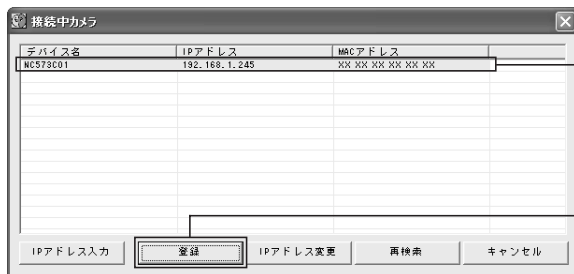 接続中カメラ
デバイス名 IPアドレス MACアドレス
NC573C01 192.168.1.245 XX XX XX XX XX XX
IPアドレス入力 登録 IPアドレス変更 再検索 キャンセル